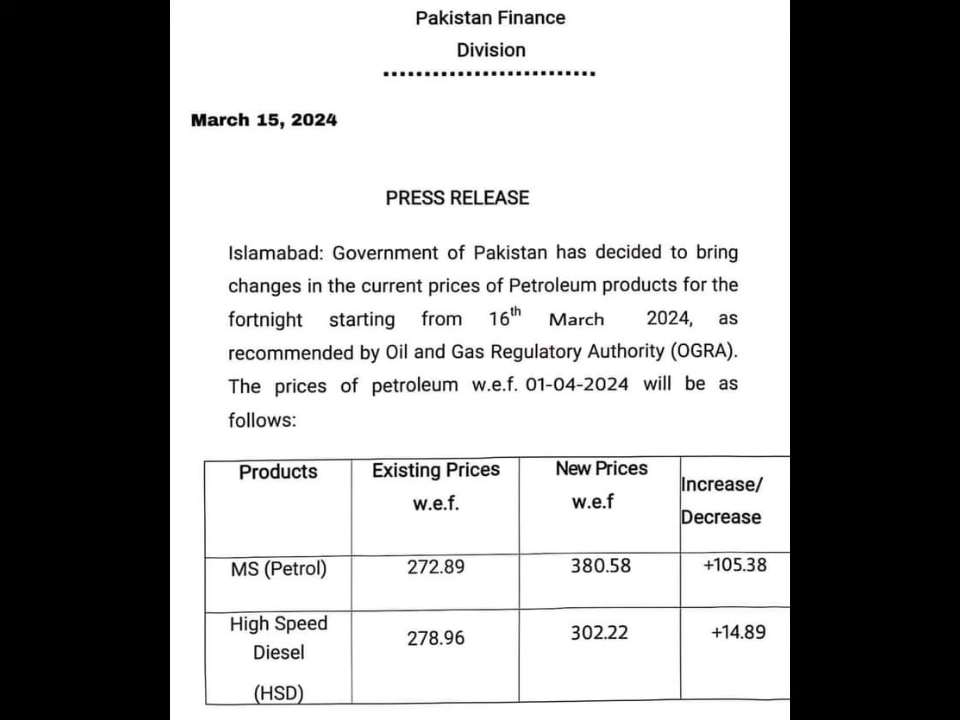 Pakistan Finance
Division
March 15, 2024
PRESS RELEASE
Islamabad: Government of Pakistan has decided to bring
changes in the current prices of Petroleum products for the
fortnight starting from 16th March 2024, as
recommended by Oil and Gas Regulatory Authority (OGRA).
The prices of petroleum w.e.f. 01-04-2024 will be as
follows:
Products Existing Prices w.e.f. New Prices w.e.f Increase/ Decrease
MS (Petrol) 272.89 380.58 +105.38
High Speed Diesel (HSD) 278.96 302.22 +14.89